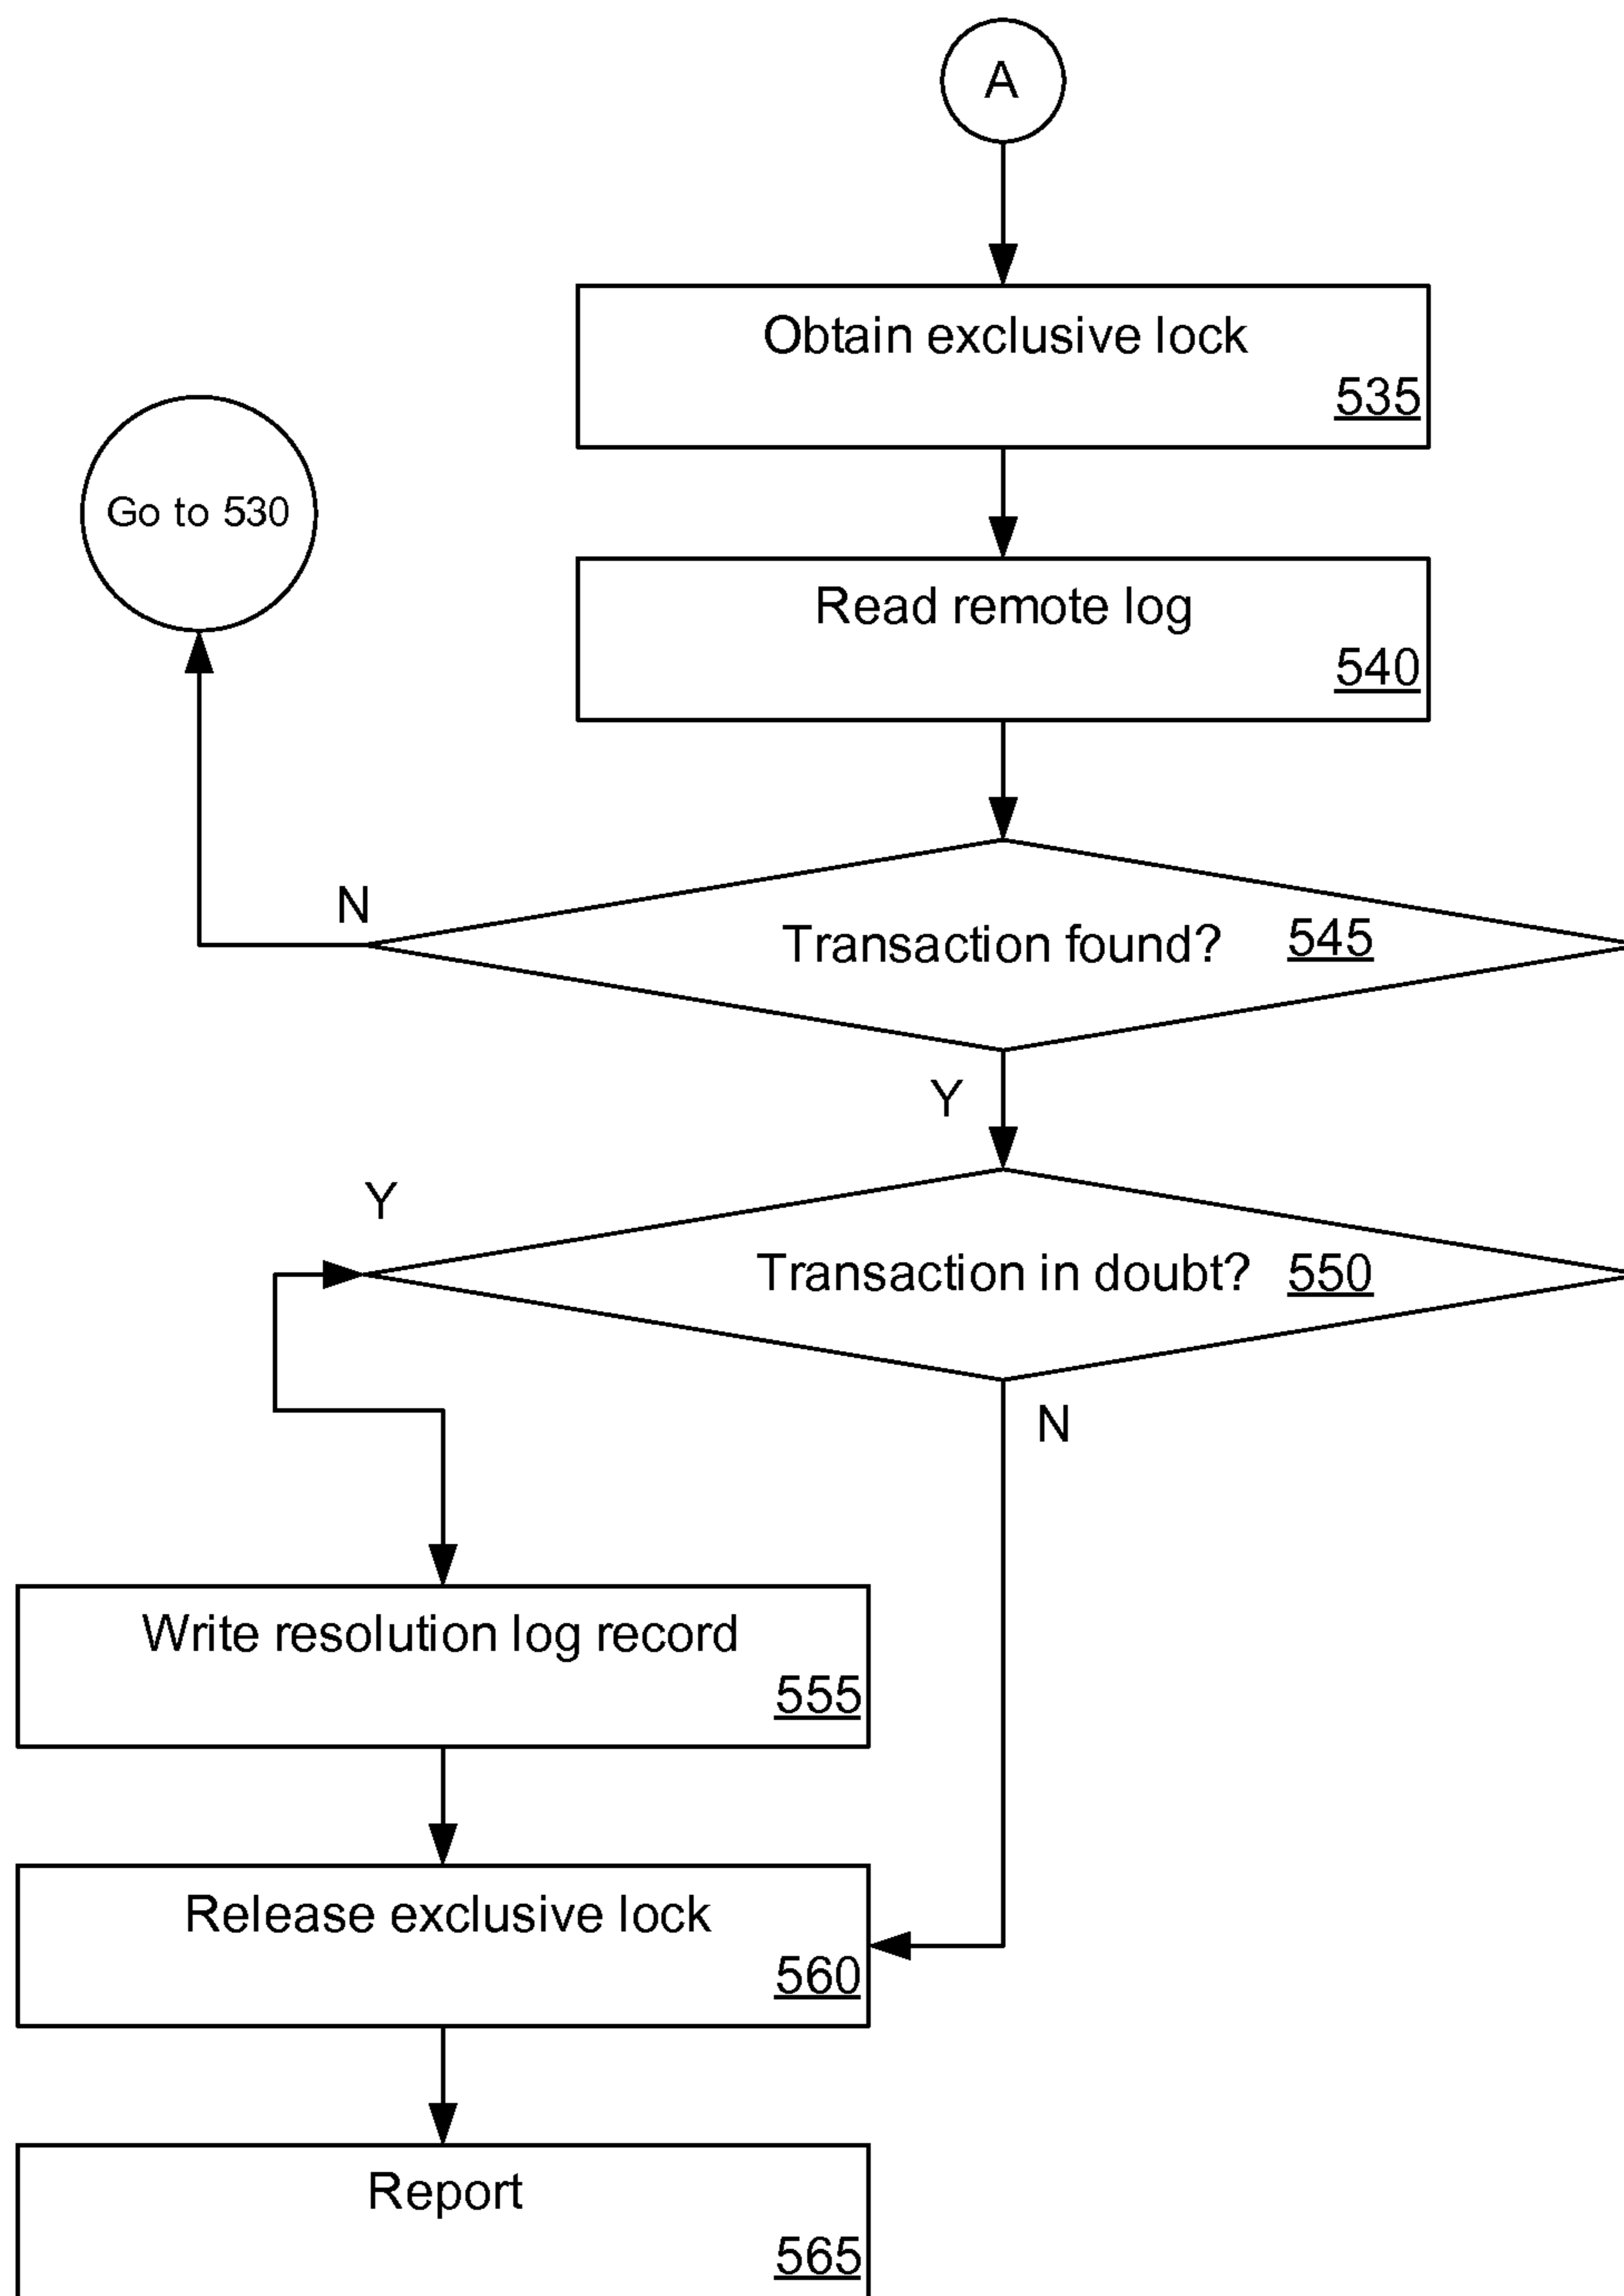 A
Obtain exclusive lock
535
Go to 530
Read remote log
540
N
Transaction found? 545
Y
Y
Transaction in doubt? 550
N
Write resolution log record
555
Release exclusive lock
560
Report
565